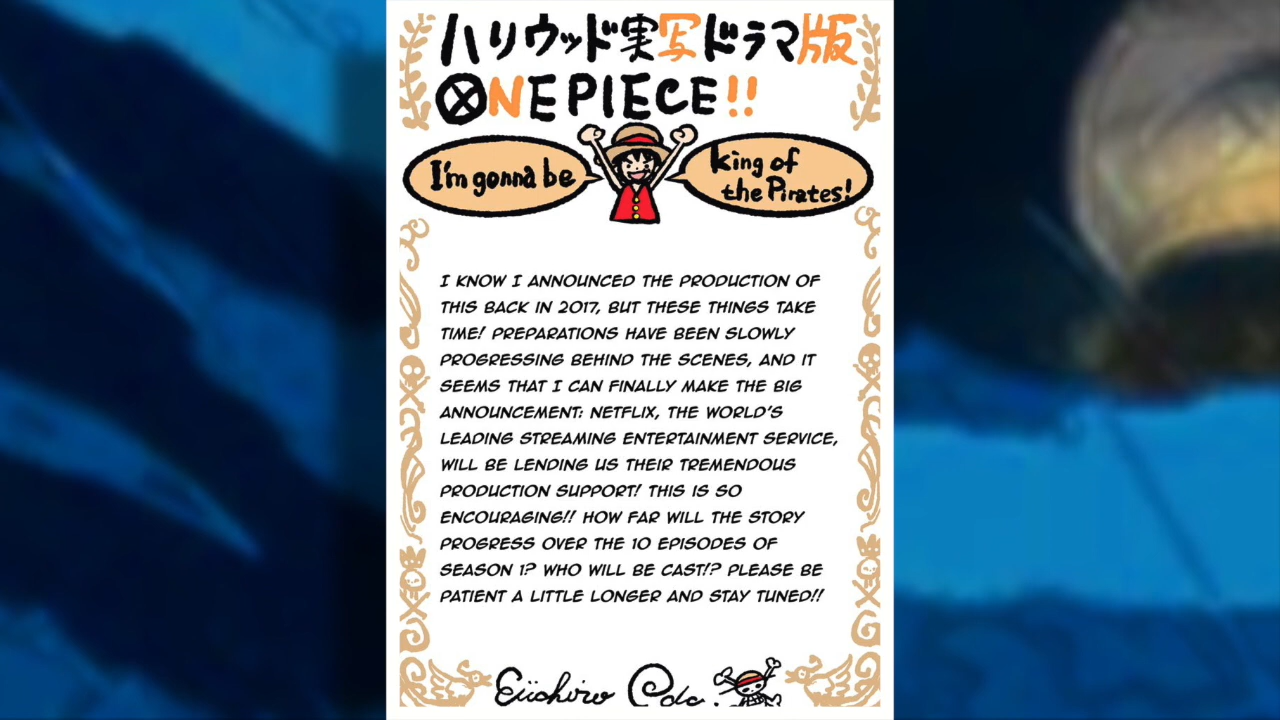 ハリウッド実写ドラマ版
ONE PIECE!!
I'm gonna be
king of
the Pirates!
I KNOW I ANNOUNCED THE PRODUCTION OF
THIS BACK IN 2017, BUT THESE THINGS TAKE
TIME! PREPARATIONS HAVE BEEN SLOWLY
PROGRESSING BEHIND THE SCENES, AND IT
SEEMS THAT I CAN FINALLY MAKE THE BIG
ANNOUNCEMENT: NETFLIX, THE WORLD'S
LEADING STREAMING ENTERTAINMENT SERVICE,
WILL BE LENDING US THEIR TREMENDOUS
PRODUCTION SUPPORT! THIS IS SO
ENCOURAGING!! HOW FAR WILL THE STORY
PROGRESS OVER THE 10 EPISODES OF
SEASON 1? WHO WILL BE CAST!? PLEASE BE
PATIENT A LITTLE LONGER AND STAY TUNED!!
Eiichiro Oda.